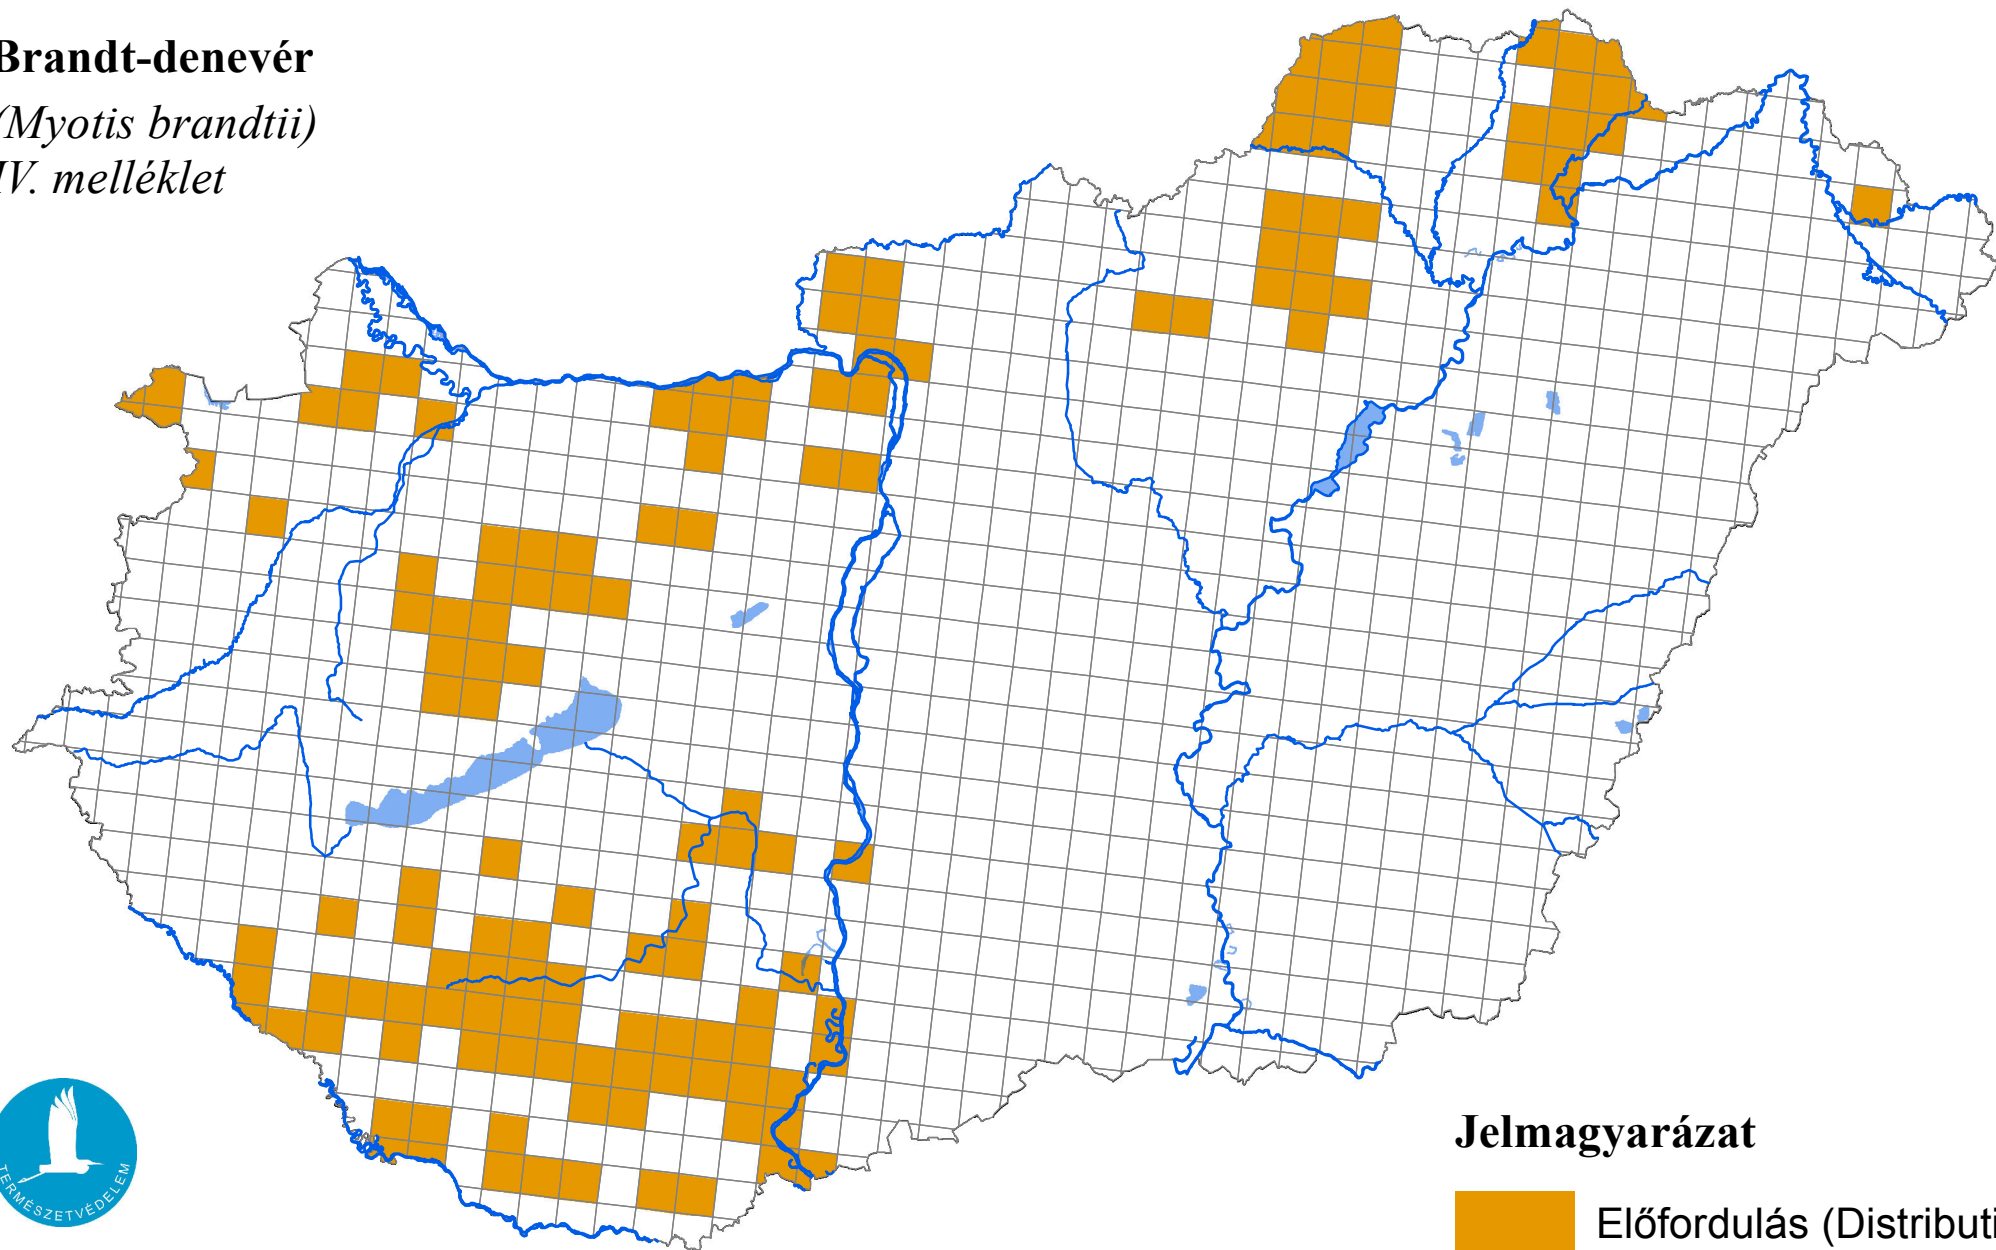 Brandt-denevér
(Myotis brandtii)
IV. melléklet
TERMÉSZETVÉDELEM
Jelmagyarázat
Előfordulás (Distributi